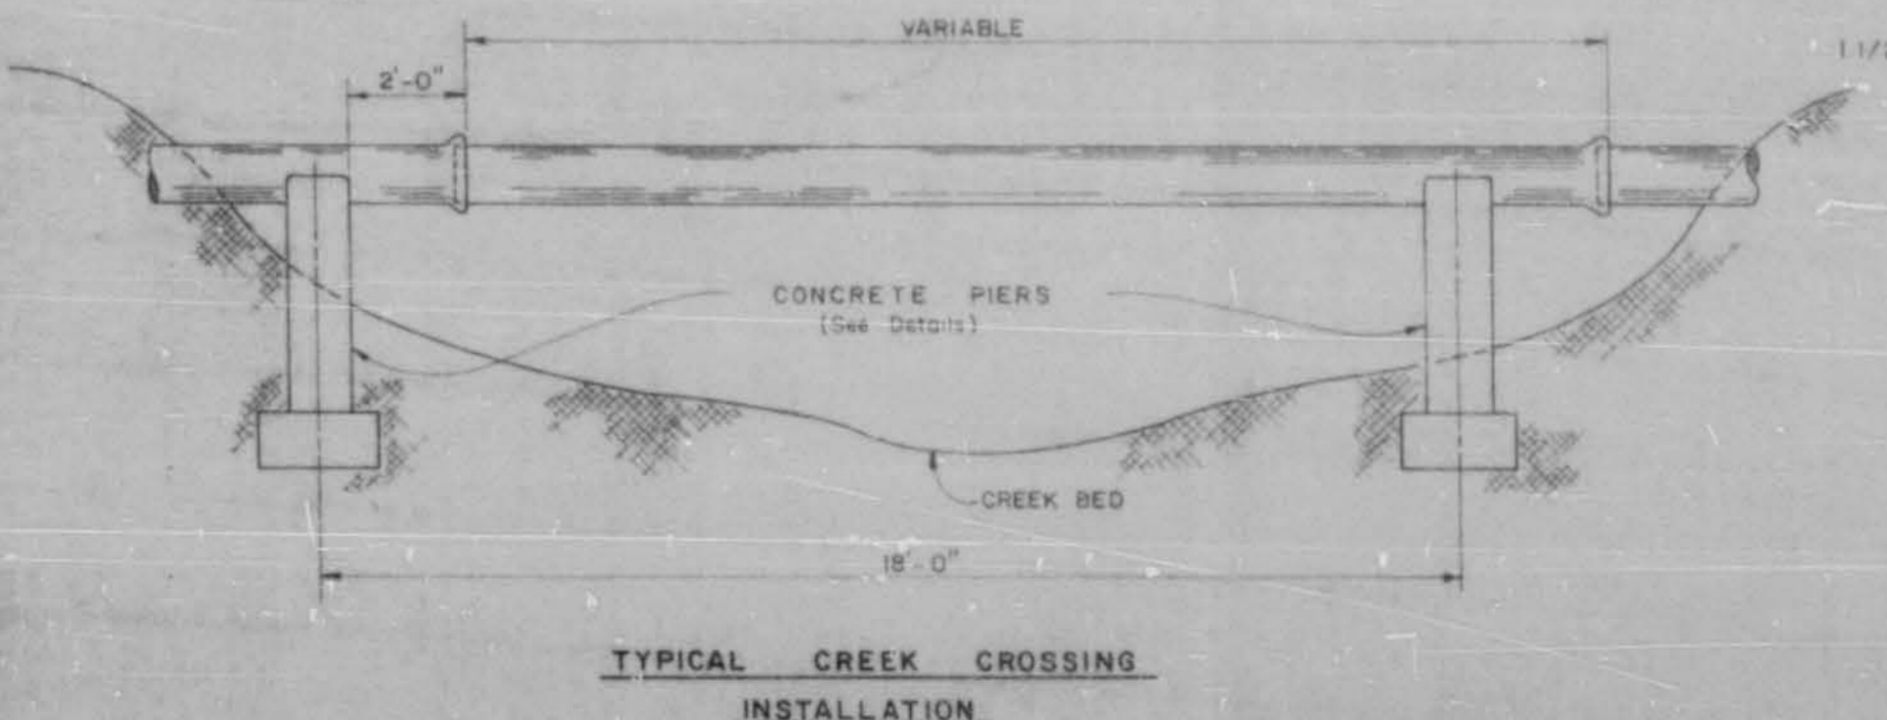 VARIABLE
2'-0"
CONCRETE PIERS
(See Details)
CREEK BED
18'-0"
TYPICAL CREEK CROSSING
INSTALLATION